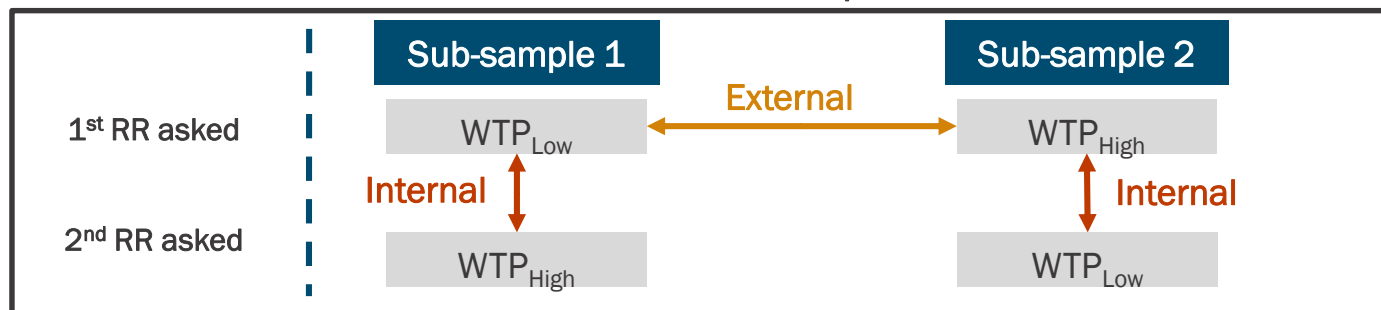 Sub-sample 1
Sub-sample 2
External
1st RR asked
WTPLow
WTPHigh
Internal
Internal
2nd RR asked
WTPHigh
WTPLow